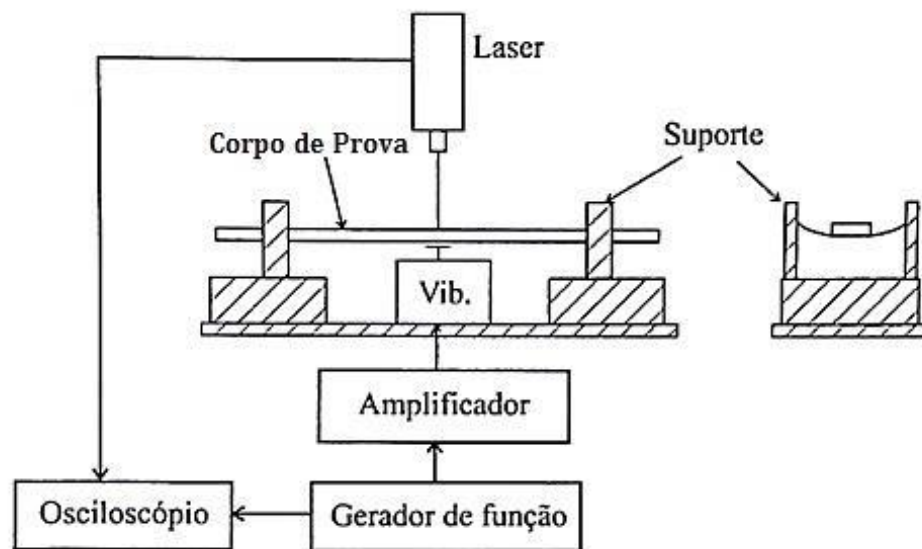 Laser
Corpo de Prova
Suporte
Vib.
Amplificador
Osciloscópio
Gerador de função